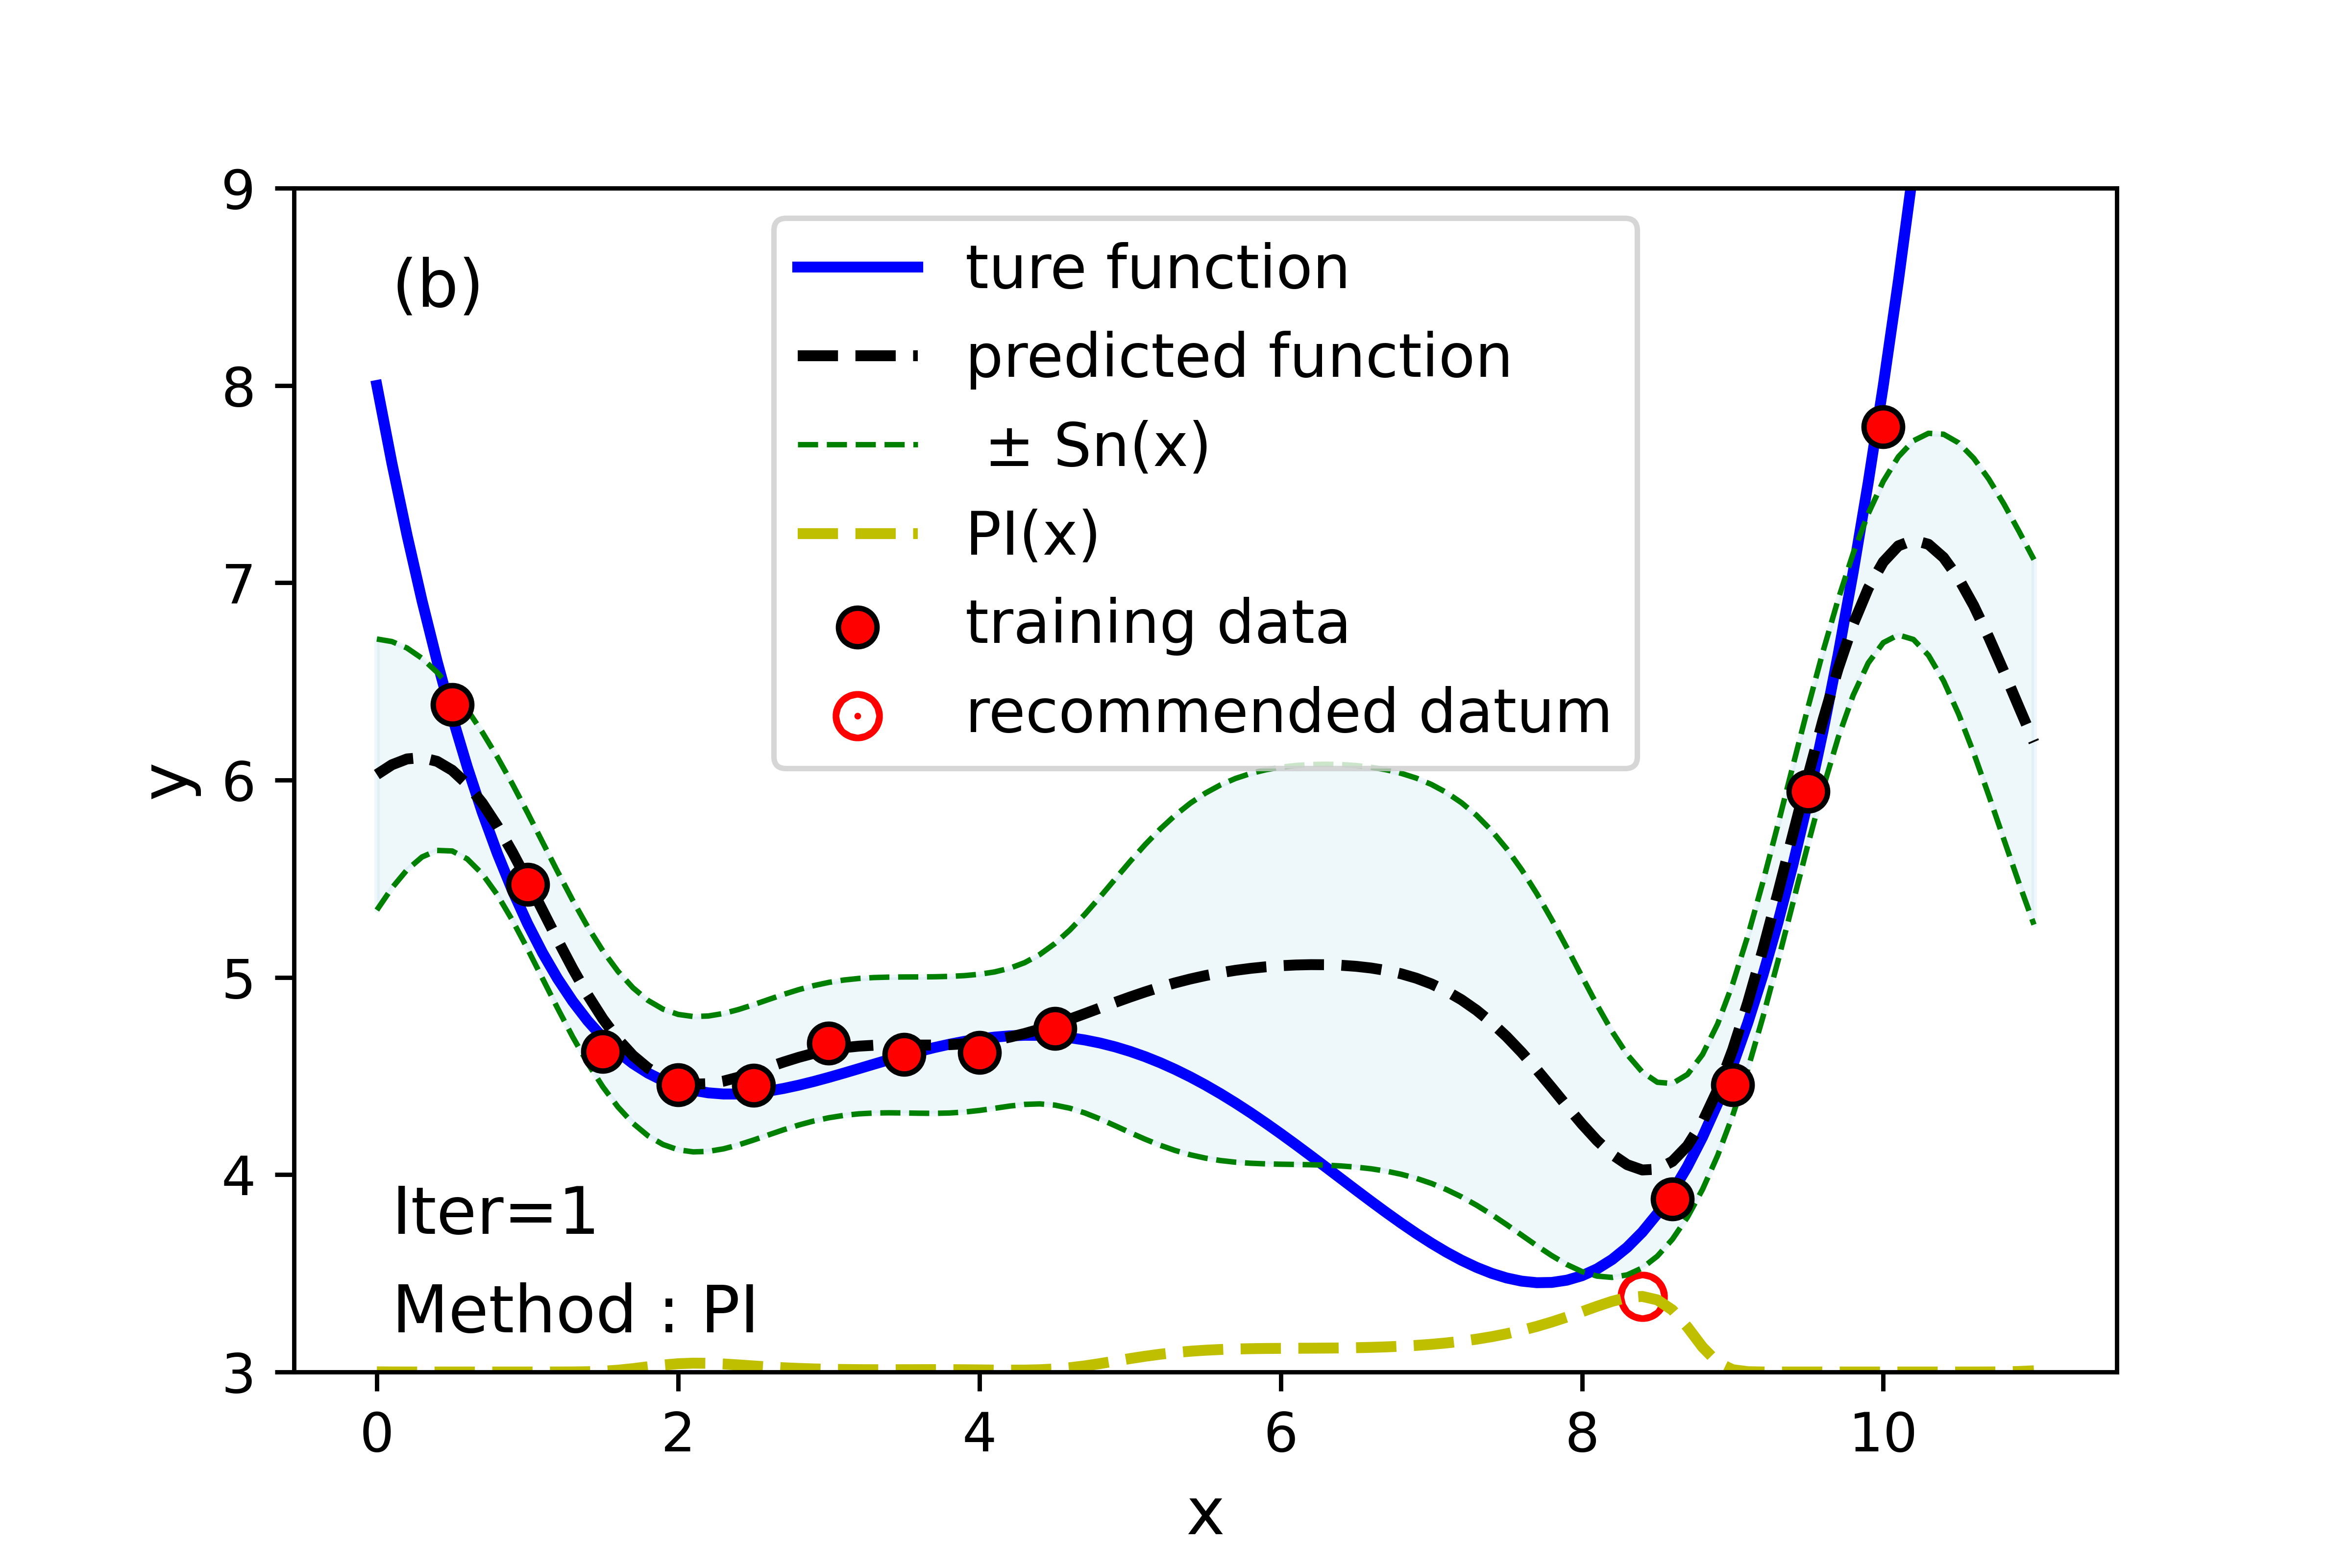 (b)
ture function
predicted function
± Sn(x)
PI(x)
training data
recommended datum
9
8
7
6
5
4
3
y
Iter=1
Method : PI
0 2 4 6 8 10
x